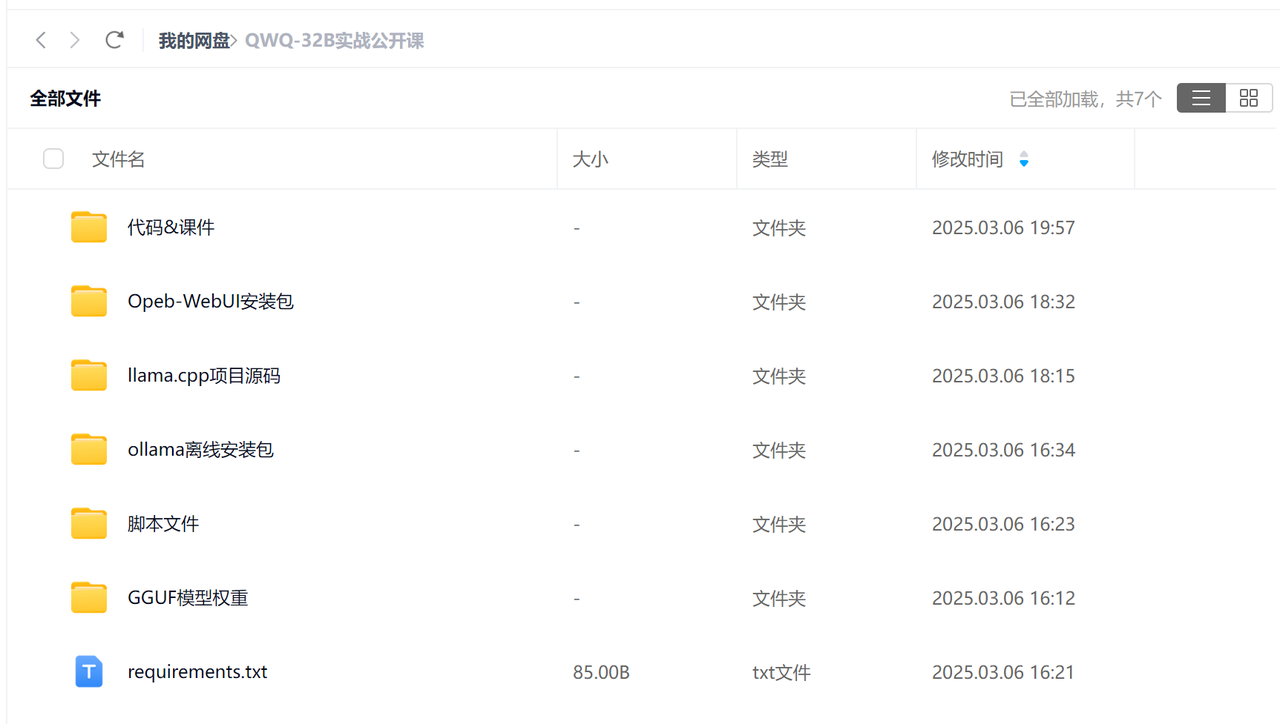 我的网盘> QWQ-32B实战公开课
全部文件 已全部加载，共7个
文件名 大小 类型 修改时间
代码&课件 - 文件夹 2025.03.06 19:57
Opeb-WebUI安装包 - 文件夹 2025.03.06 18:32
llama.cpp项目源码 - 文件夹 2025.03.06 18:15
ollama离线安装包 - 文件夹 2025.03.06 16:34
脚本文件 - 文件夹 2025.03.06 16:23
GGUF模型权重 - 文件夹 2025.03.06 16:12
T requirements.txt 85.00B txt文件 2025.03.06 16:21